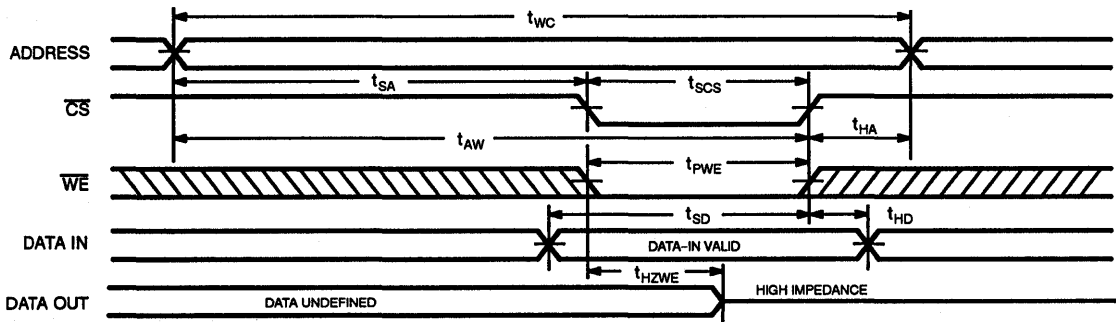 tWC
ADDRESS
tSA
tSCS
CS
tAW
tHA
WE
tPWE
tSD
tHD
DATA IN
DATA-IN VALID
tHZWE
DATA OUT
DATA UNDEFINED
HIGH IMPEDANCE